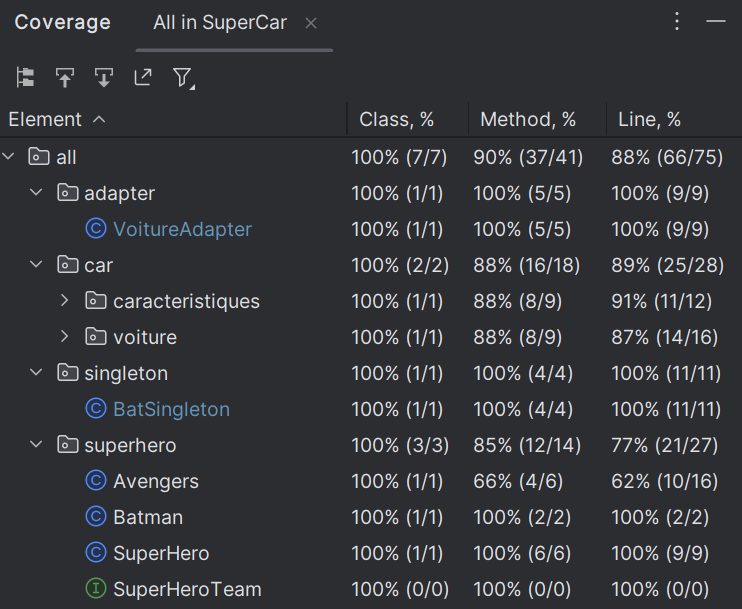 Coverage All in SuperCar
Element Class, % Method, % Line, %
all 100% (7/7) 90% (37/41) 88% (66/75)
adapter 100% (1/1) 100% (5/5) 100% (9/9)
C VoitureAdapter 100% (1/1) 100% (5/5) 100% (9/9)
car 100% (2/2) 88% (16/18) 89% (25/28)
caracteristiques 100% (1/1) 88% (8/9) 91% (11/12)
voiture 100% (1/1) 88% (8/9) 87% (14/16)
singleton 100% (1/1) 100% (4/4) 100% (11/11)
C BatSingleton 100% (1/1) 100% (4/4) 100% (11/11)
superhero 100% (3/3) 85% (12/14) 77% (21/27)
C Avengers 100% (1/1) 66% (4/6) 62% (10/16)
C Batman 100% (1/1) 100% (2/2) 100% (2/2)
C SuperHero 100% (1/1) 100% (6/6) 100% (9/9)
I SuperHeroTeam 100% (0/0) 100% (0/0) 100% (0/0)